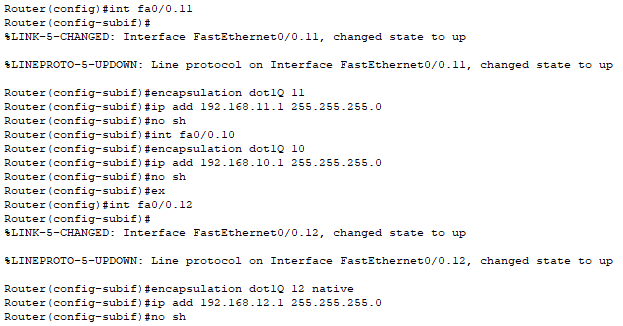 Router(config)#int fa0/0.11
Router(config-subif)#
%LINK-5-CHANGED: Interface FastEthernet0/0.11, changed state to up
%LINEPROTO-5-UPDOWN: Line protocol on Interface FastEthernet0/0.11, changed state to up
Router(config-subif)#encapsulation dot1Q 11
Router(config-subif)#ip add 192.168.11.1 255.255.255.0
Router(config-subif)#no sh
Router(config-subif)#int fa0/0.10
Router(config-subif)#encapsulation dot1Q 10
Router(config-subif)#ip add 192.168.10.1 255.255.255.0
Router(config-subif)#no sh
Router(config-subif)#ex
Router(config)#int fa0/0.12
Router(config-subif)#
%LINK-5-CHANGED: Interface FastEthernet0/0.12, changed state to up
%LINEPROTO-5-UPDOWN: Line protocol on Interface FastEthernet0/0.12, changed state to up
Router(config-subif)#encapsulation dot1Q 12 native
Router(config-subif)#ip add 192.168.12.1 255.255.255.0
Router(config-subif)#no sh